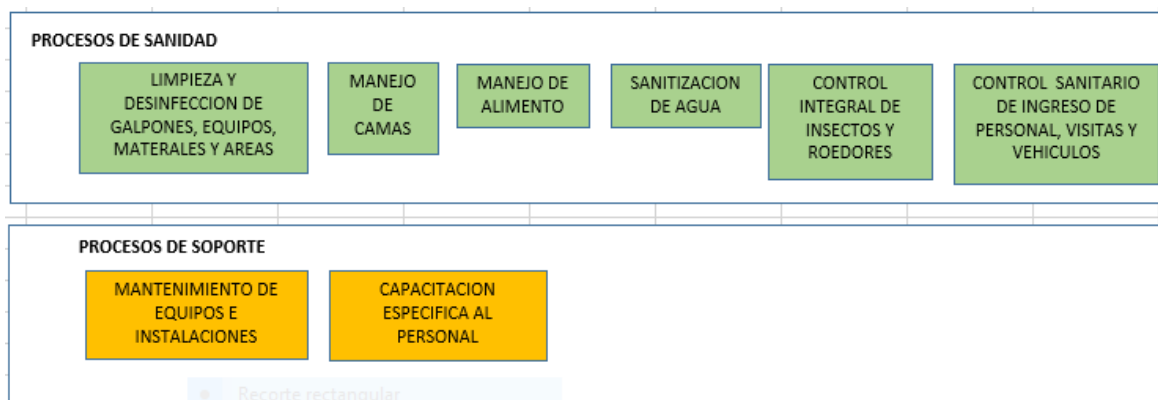 PROCESOS DE SANIDAD
LIMPIEZA Y
DESINFECCION DE
GALPONES, EQUIPOS,
MATERALES Y AREAS
MANEJO
DE
CAMAS
MANEJO DE
ALIMENTO
SANITIZACION
DE AGUA
CONTROL
INTEGRAL DE
INSECTOS Y
ROEDORES
CONTROL SANITARIO
DE INGRESO DE
PERSONAL, VISITAS Y
VEHICULOS
PROCESOS DE SOPORTE
MANTENIMIENTO DE
EQUIPOS E
INSTALACIONES
CAPACITACION
ESPECIFICA AL
PERSONAL
Recorte rectangular